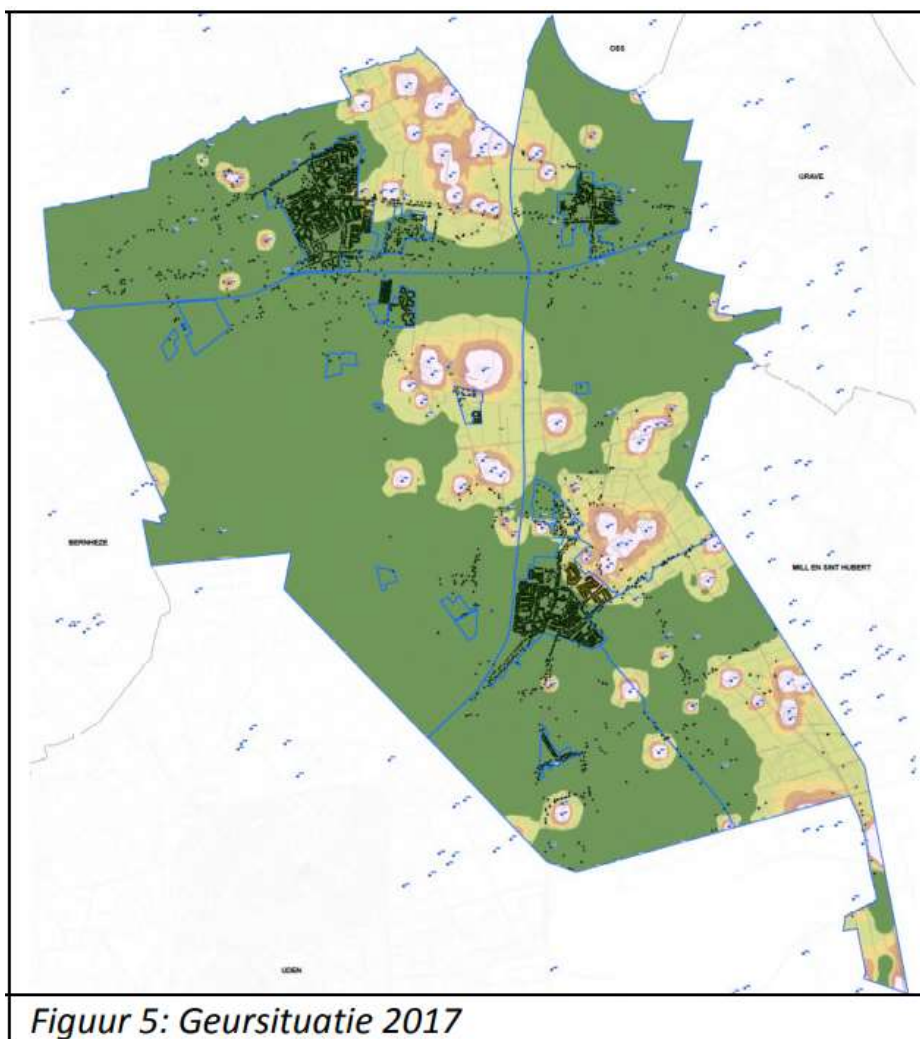 OSS
GRAVE
BERNHEZE
MILL EN SINT HUBERT
UDEN
Figuur 5: Geursituatie 2017